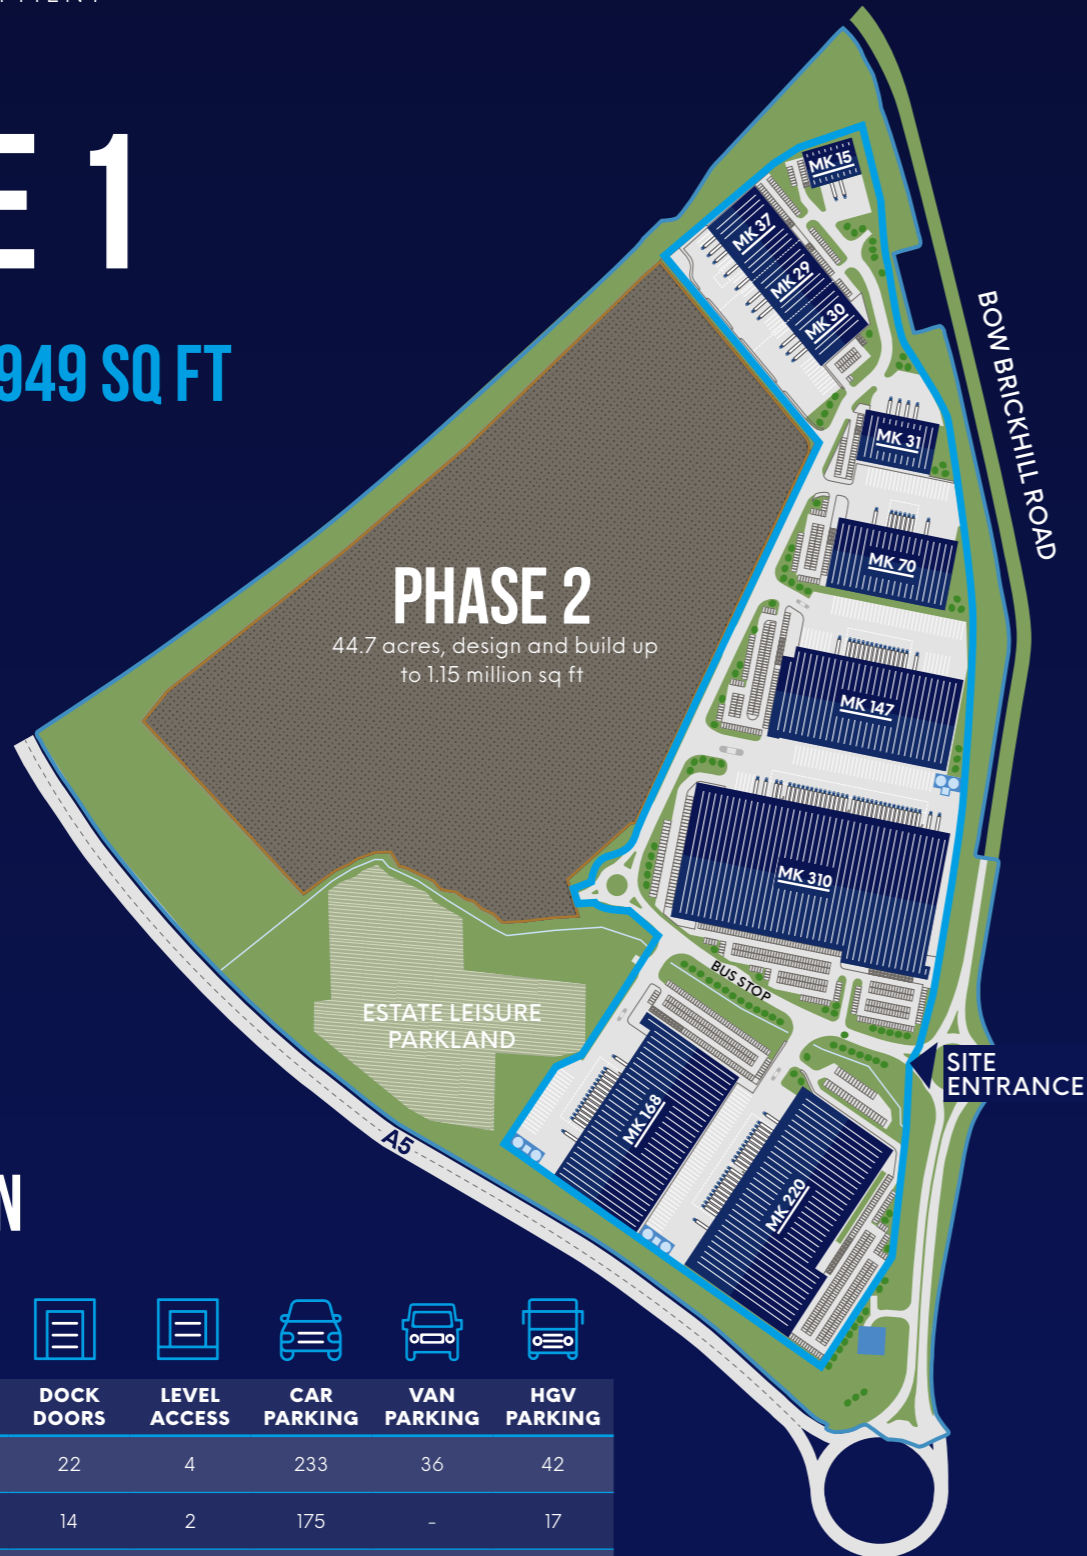 E 1
949 SQ FT
MK 15
MK 37
MK 29
MK 30
BOW BRICKHILL ROAD
MK 31
MK 70
PHASE 2
44.7 acres, design and build up
to 1.15 million sq ft
MK 147
MK 310
BUS STOP
ESTATE LEISURE
PARKLAND
SITE
ENTRANCE
MK 168
A5
MK 220
N
DOCK
DOORS
LEVEL
ACCESS
CAR
PARKING
VAN
PARKING
HGV
PARKING
22 4 233 36 42
14 2 175 - 17